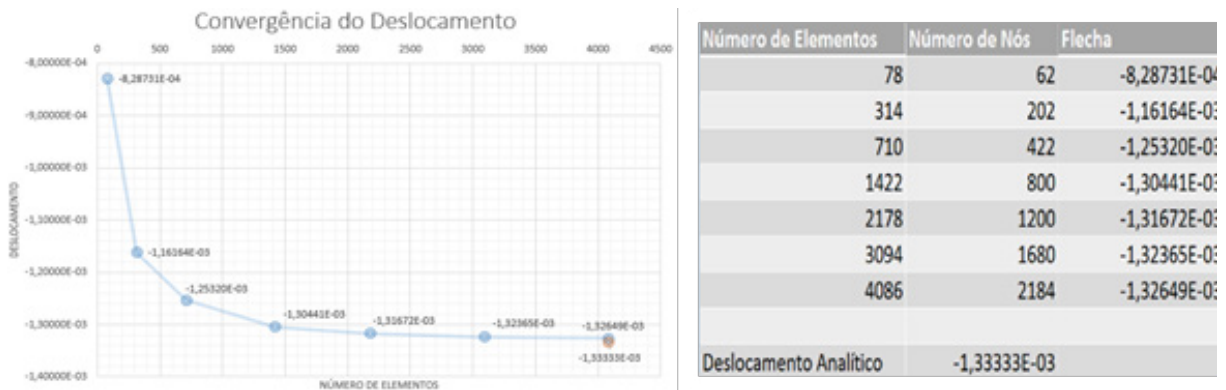 Convergência do Deslocamento
0 500 1000 1500 2000 2500 3000 3500 4000 4500
-8,00000E-04
-9,00000E-04
-1,00000E-03
-1,10000E-03
-1,20000E-03
-1,30000E-03
-1,40000E-03
DESLOCAMENTO
-8,28731E-04
-1,16164E-03
-1,25320E-03
-1,30441E-03
-1,31672E-03
-1,32365E-03
-1,32649E-03
-1,33333E-03
NÚMERO DE ELEMENTOS
Número de Elementos Número de Nós Flecha
78 62 -8,28731E-04
314 202 -1,16164E-03
710 422 -1,25320E-03
1422 800 -1,30441E-03
2178 1200 -1,31672E-03
3094 1680 -1,32365E-03
4086 2184 -1,32649E-03
Deslocamento Analítico -1,33333E-03